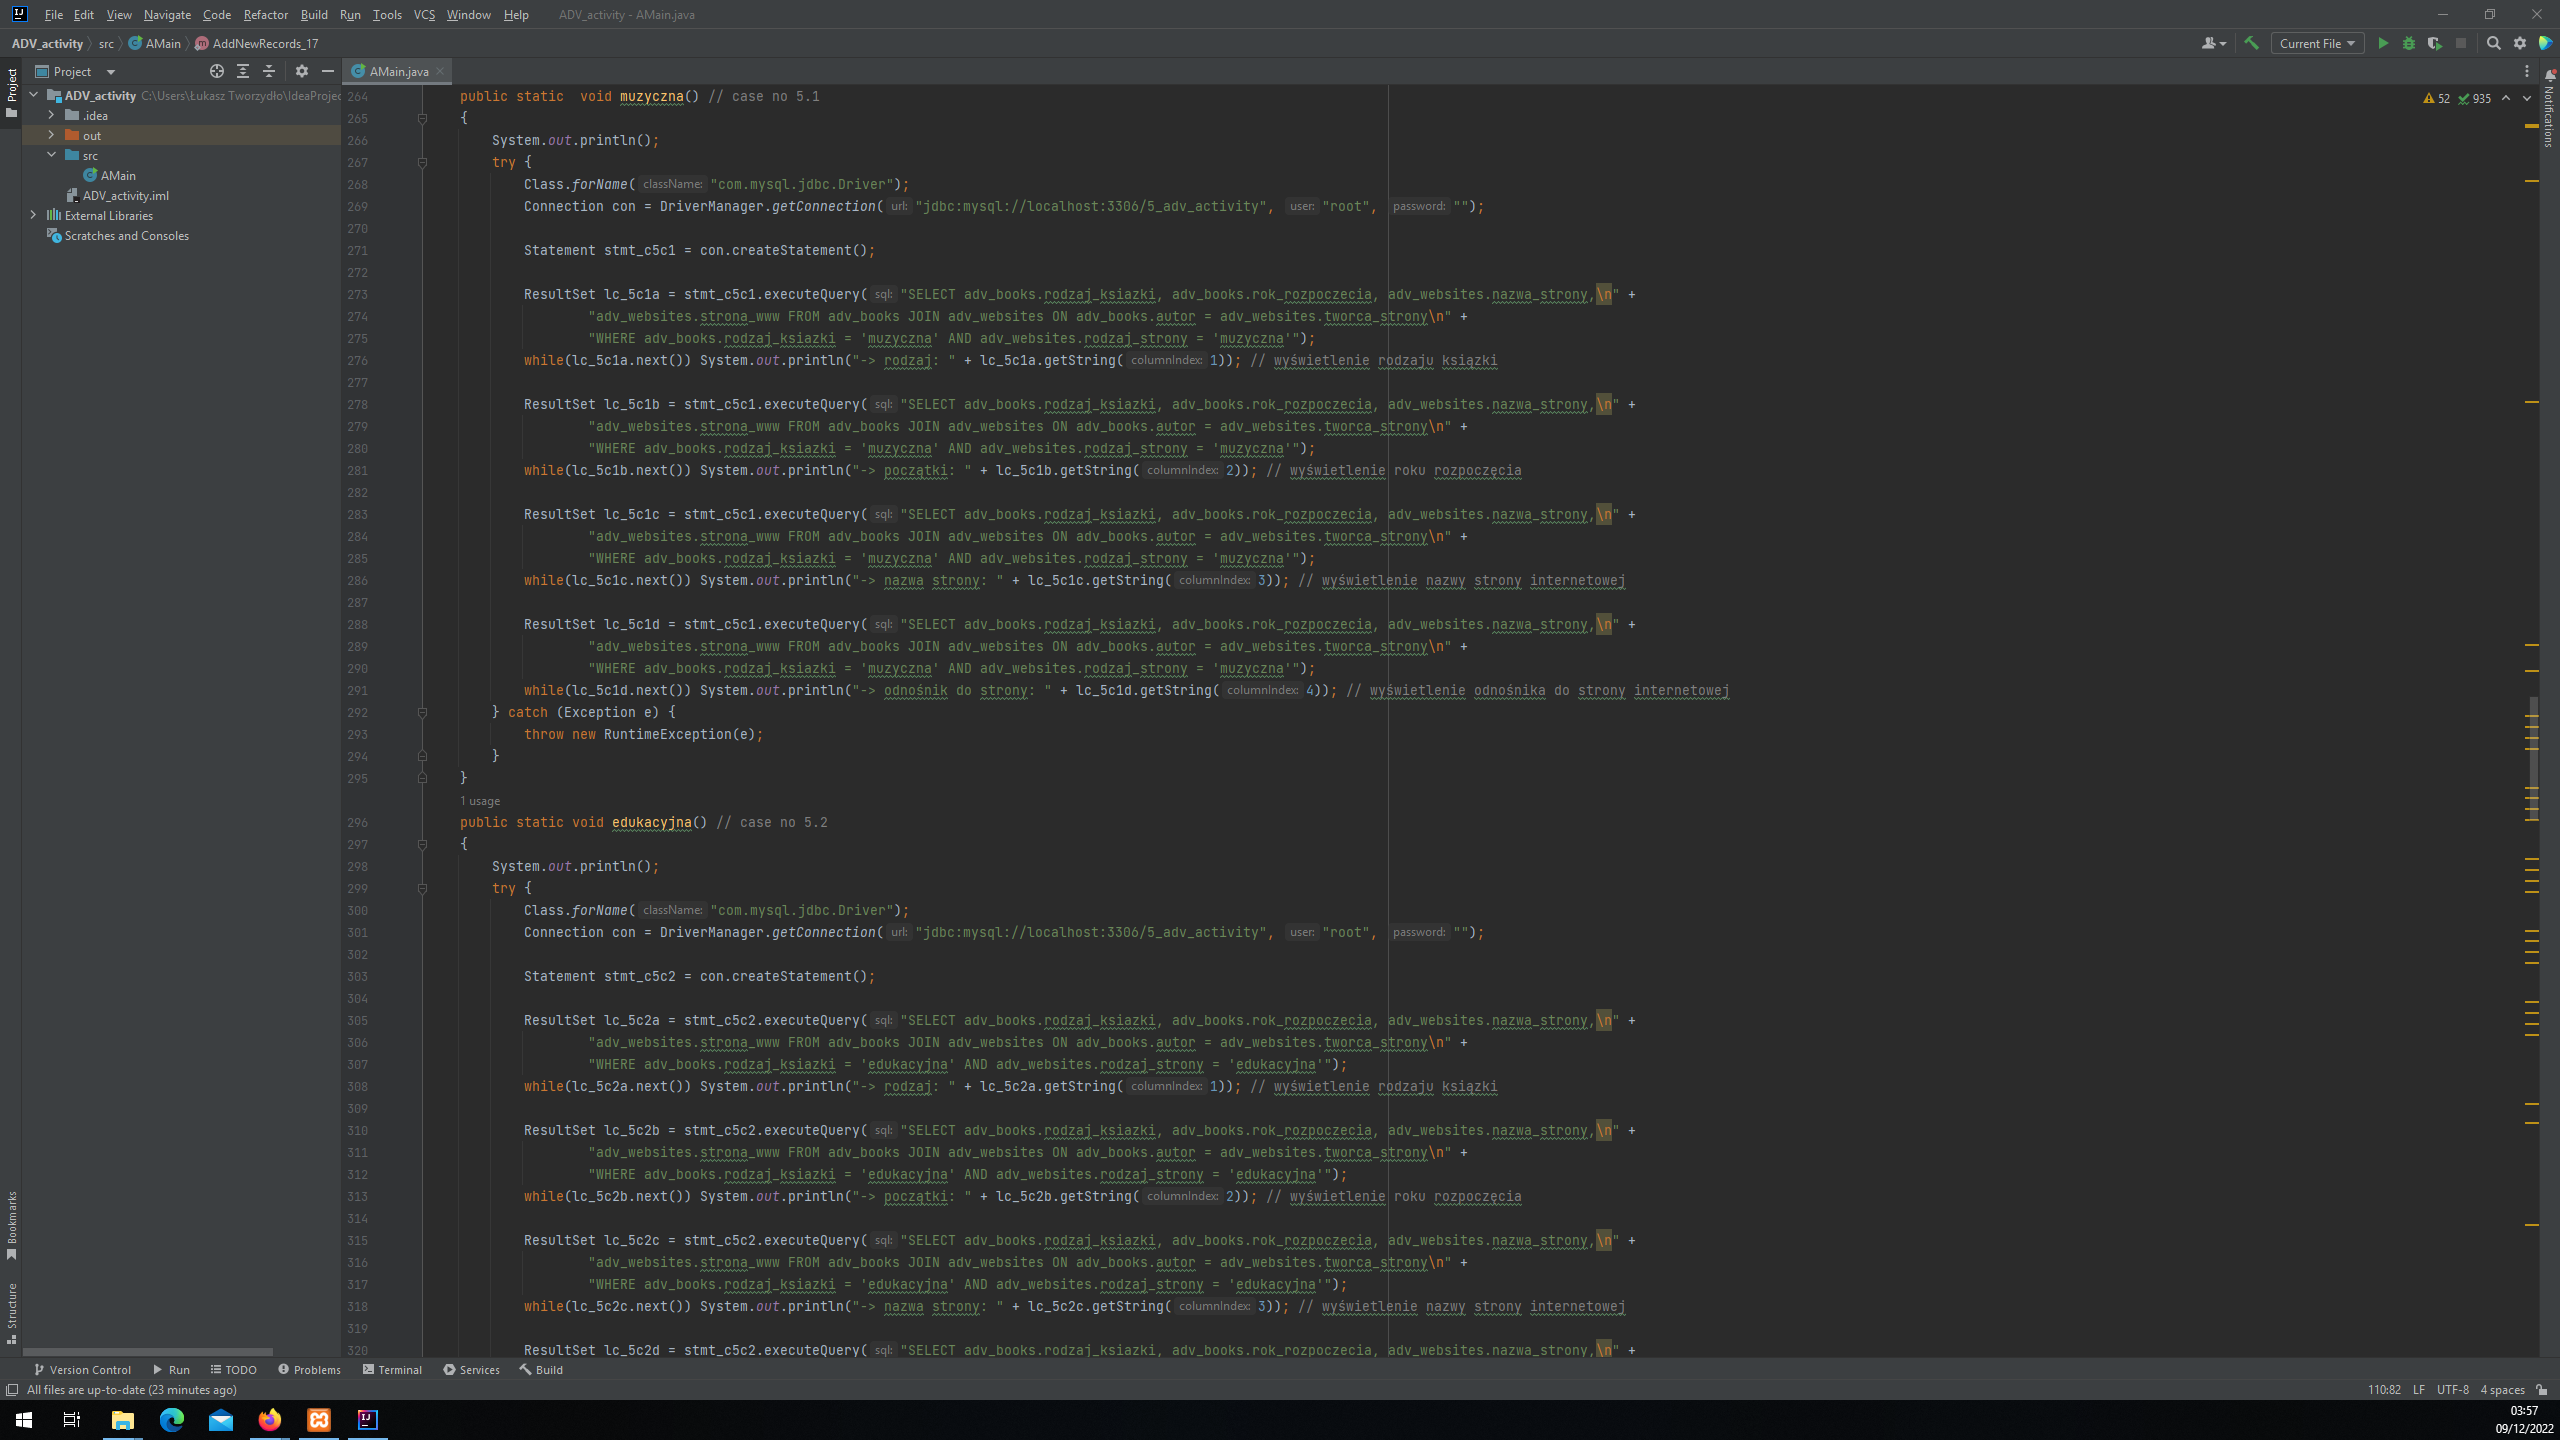 File Edit View Navigate Code Refactor Build Run Tools VCS Window Help ADV_activity - AMain.java
ADV_activity src AMain AddNewRecords_17 Current File
Project AMain.java
ADV_activity C:\Users\Łukasz Tworzydło\IdeaProjec
.idea
out
src
AMain
ADV_activity.iml
External Libraries
Scratches and Consoles
Project
Bookmarks
Structure
Notifications
52 935
264 public static  void muzyczna() // case no 5.1
265 {
266 System.out.println();
267 try {
268 Class.forName( className: "com.mysql.jdbc.Driver");
269 Connection con = DriverManager.getConnection( url: "jdbc:mysql://localhost:3306/5_adv_activity", user: "root", password: "");
270
271 Statement stmt_c5c1 = con.createStatement();
272
273 ResultSet lc_5c1a = stmt_c5c1.executeQuery( sql: "SELECT adv_books.rodzaj_ksiazki, adv_books.rok_rozpoczecia, adv_websites.nazwa_strony,\n" +
274 "adv_websites.strona_www FROM adv_books JOIN adv_websites ON adv_books.autor = adv_websites.tworca_strony\n" +
275 "WHERE adv_books.rodzaj_ksiazki = 'muzyczna' AND adv_websites.rodzaj_strony = 'muzyczna'");
276 while(lc_5c1a.next()) System.out.println("-> rodzaj: " + lc_5c1a.getString( columnIndex: 1)); // wyświetlenie rodzaju książki
277
278 ResultSet lc_5c1b = stmt_c5c1.executeQuery( sql: "SELECT adv_books.rodzaj_ksiazki, adv_books.rok_rozpoczecia, adv_websites.nazwa_strony,\n" +
279 "adv_websites.strona_www FROM adv_books JOIN adv_websites ON adv_books.autor = adv_websites.tworca_strony\n" +
280 "WHERE adv_books.rodzaj_ksiazki = 'muzyczna' AND adv_websites.rodzaj_strony = 'muzyczna'");
281 while(lc_5c1b.next()) System.out.println("-> początki: " + lc_5c1b.getString( columnIndex: 2)); // wyświetlenie roku rozpoczęcia
282
283 ResultSet lc_5c1c = stmt_c5c1.executeQuery( sql: "SELECT adv_books.rodzaj_ksiazki, adv_books.rok_rozpoczecia, adv_websites.nazwa_strony,\n" +
284 "adv_websites.strona_www FROM adv_books JOIN adv_websites ON adv_books.autor = adv_websites.tworca_strony\n" +
285 "WHERE adv_books.rodzaj_ksiazki = 'muzyczna' AND adv_websites.rodzaj_strony = 'muzyczna'");
286 while(lc_5c1c.next()) System.out.println("-> nazwa strony: " + lc_5c1c.getString( columnIndex: 3)); // wyświetlenie nazwy strony internetowej
287
288 ResultSet lc_5c1d = stmt_c5c1.executeQuery( sql: "SELECT adv_books.rodzaj_ksiazki, adv_books.rok_rozpoczecia, adv_websites.nazwa_strony,\n" +
289 "adv_websites.strona_www FROM adv_books JOIN adv_websites ON adv_books.autor = adv_websites.tworca_strony\n" +
290 "WHERE adv_books.rodzaj_ksiazki = 'muzyczna' AND adv_websites.rodzaj_strony = 'muzyczna'");
291 while(lc_5c1d.next()) System.out.println("-> odnośnik do strony: " + lc_5c1d.getString( columnIndex: 4)); // wyświetlenie odnośnika do strony internetowej
292 } catch (Exception e) {
293 throw new RuntimeException(e);
294 }
295 }
1 usage
296 public static void edukacyjna() // case no 5.2
297 {
298 System.out.println();
299 try {
300 Class.forName( className: "com.mysql.jdbc.Driver");
301 Connection con = DriverManager.getConnection( url: "jdbc:mysql://localhost:3306/5_adv_activity", user: "root", password: "");
302
303 Statement stmt_c5c2 = con.createStatement();
304
305 ResultSet lc_5c2a = stmt_c5c2.executeQuery( sql: "SELECT adv_books.rodzaj_ksiazki, adv_books.rok_rozpoczecia, adv_websites.nazwa_strony,\n" +
306 "adv_websites.strona_www FROM adv_books JOIN adv_websites ON adv_books.autor = adv_websites.tworca_strony\n" +
307 "WHERE adv_books.rodzaj_ksiazki = 'edukacyjna' AND adv_websites.rodzaj_strony = 'edukacyjna'");
308 while(lc_5c2a.next()) System.out.println("-> rodzaj: " + lc_5c2a.getString( columnIndex: 1)); // wyświetlenie rodzaju książki
309
310 ResultSet lc_5c2b = stmt_c5c2.executeQuery( sql: "SELECT adv_books.rodzaj_ksiazki, adv_books.rok_rozpoczecia, adv_websites.nazwa_strony,\n" +
311 "adv_websites.strona_www FROM adv_books JOIN adv_websites ON adv_books.autor = adv_websites.tworca_strony\n" +
312 "WHERE adv_books.rodzaj_ksiazki = 'edukacyjna' AND adv_websites.rodzaj_strony = 'edukacyjna'");
313 while(lc_5c2b.next()) System.out.println("-> początki: " + lc_5c2b.getString( columnIndex: 2)); // wyświetlenie roku rozpoczęcia
314
315 ResultSet lc_5c2c = stmt_c5c2.executeQuery( sql: "SELECT adv_books.rodzaj_ksiazki, adv_books.rok_rozpoczecia, adv_websites.nazwa_strony,\n" +
316 "adv_websites.strona_www FROM adv_books JOIN adv_websites ON adv_books.autor = adv_websites.tworca_strony\n" +
317 "WHERE adv_books.rodzaj_ksiazki = 'edukacyjna' AND adv_websites.rodzaj_strony = 'edukacyjna'");
318 while(lc_5c2c.next()) System.out.println("-> nazwa strony: " + lc_5c2c.getString( columnIndex: 3)); // wyświetlenie nazwy strony internetowej
319
320 ResultSet lc_5c2d = stmt_c5c2.executeQuery( sql: "SELECT adv_books.rodzaj_ksiazki, adv_books.rok_rozpoczecia, adv_websites.nazwa_strony,\n" +
Version Control Run TODO Problems Terminal Services Build
All files are up-to-date (23 minutes ago) 110:82 LF UTF-8 4 spaces
03:57
09/12/2022